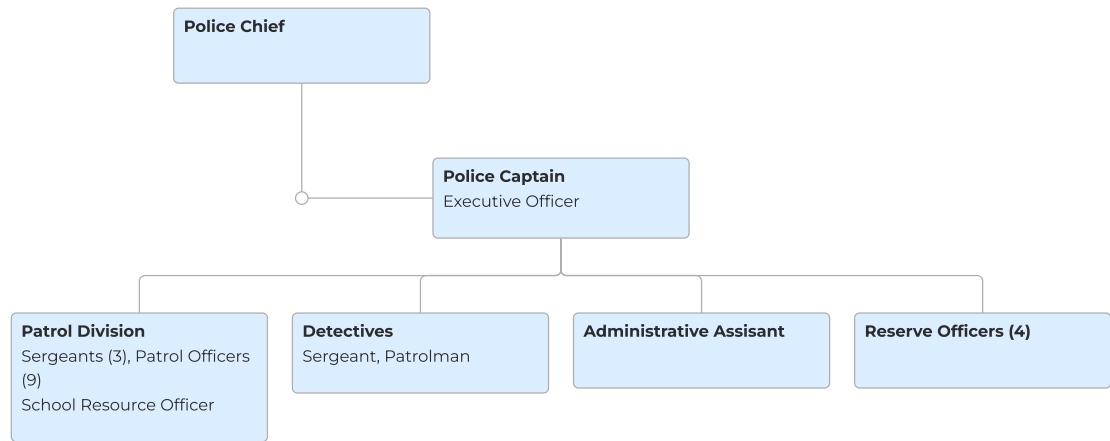 Police Chief
Police Captain
Executive Officer
Patrol Division
Sergeants (3), Patrol Officers
(9)
School Resource Officer
Detectives
Sergeant, Patrolman
Administrative Assisant
Reserve Officers (4)